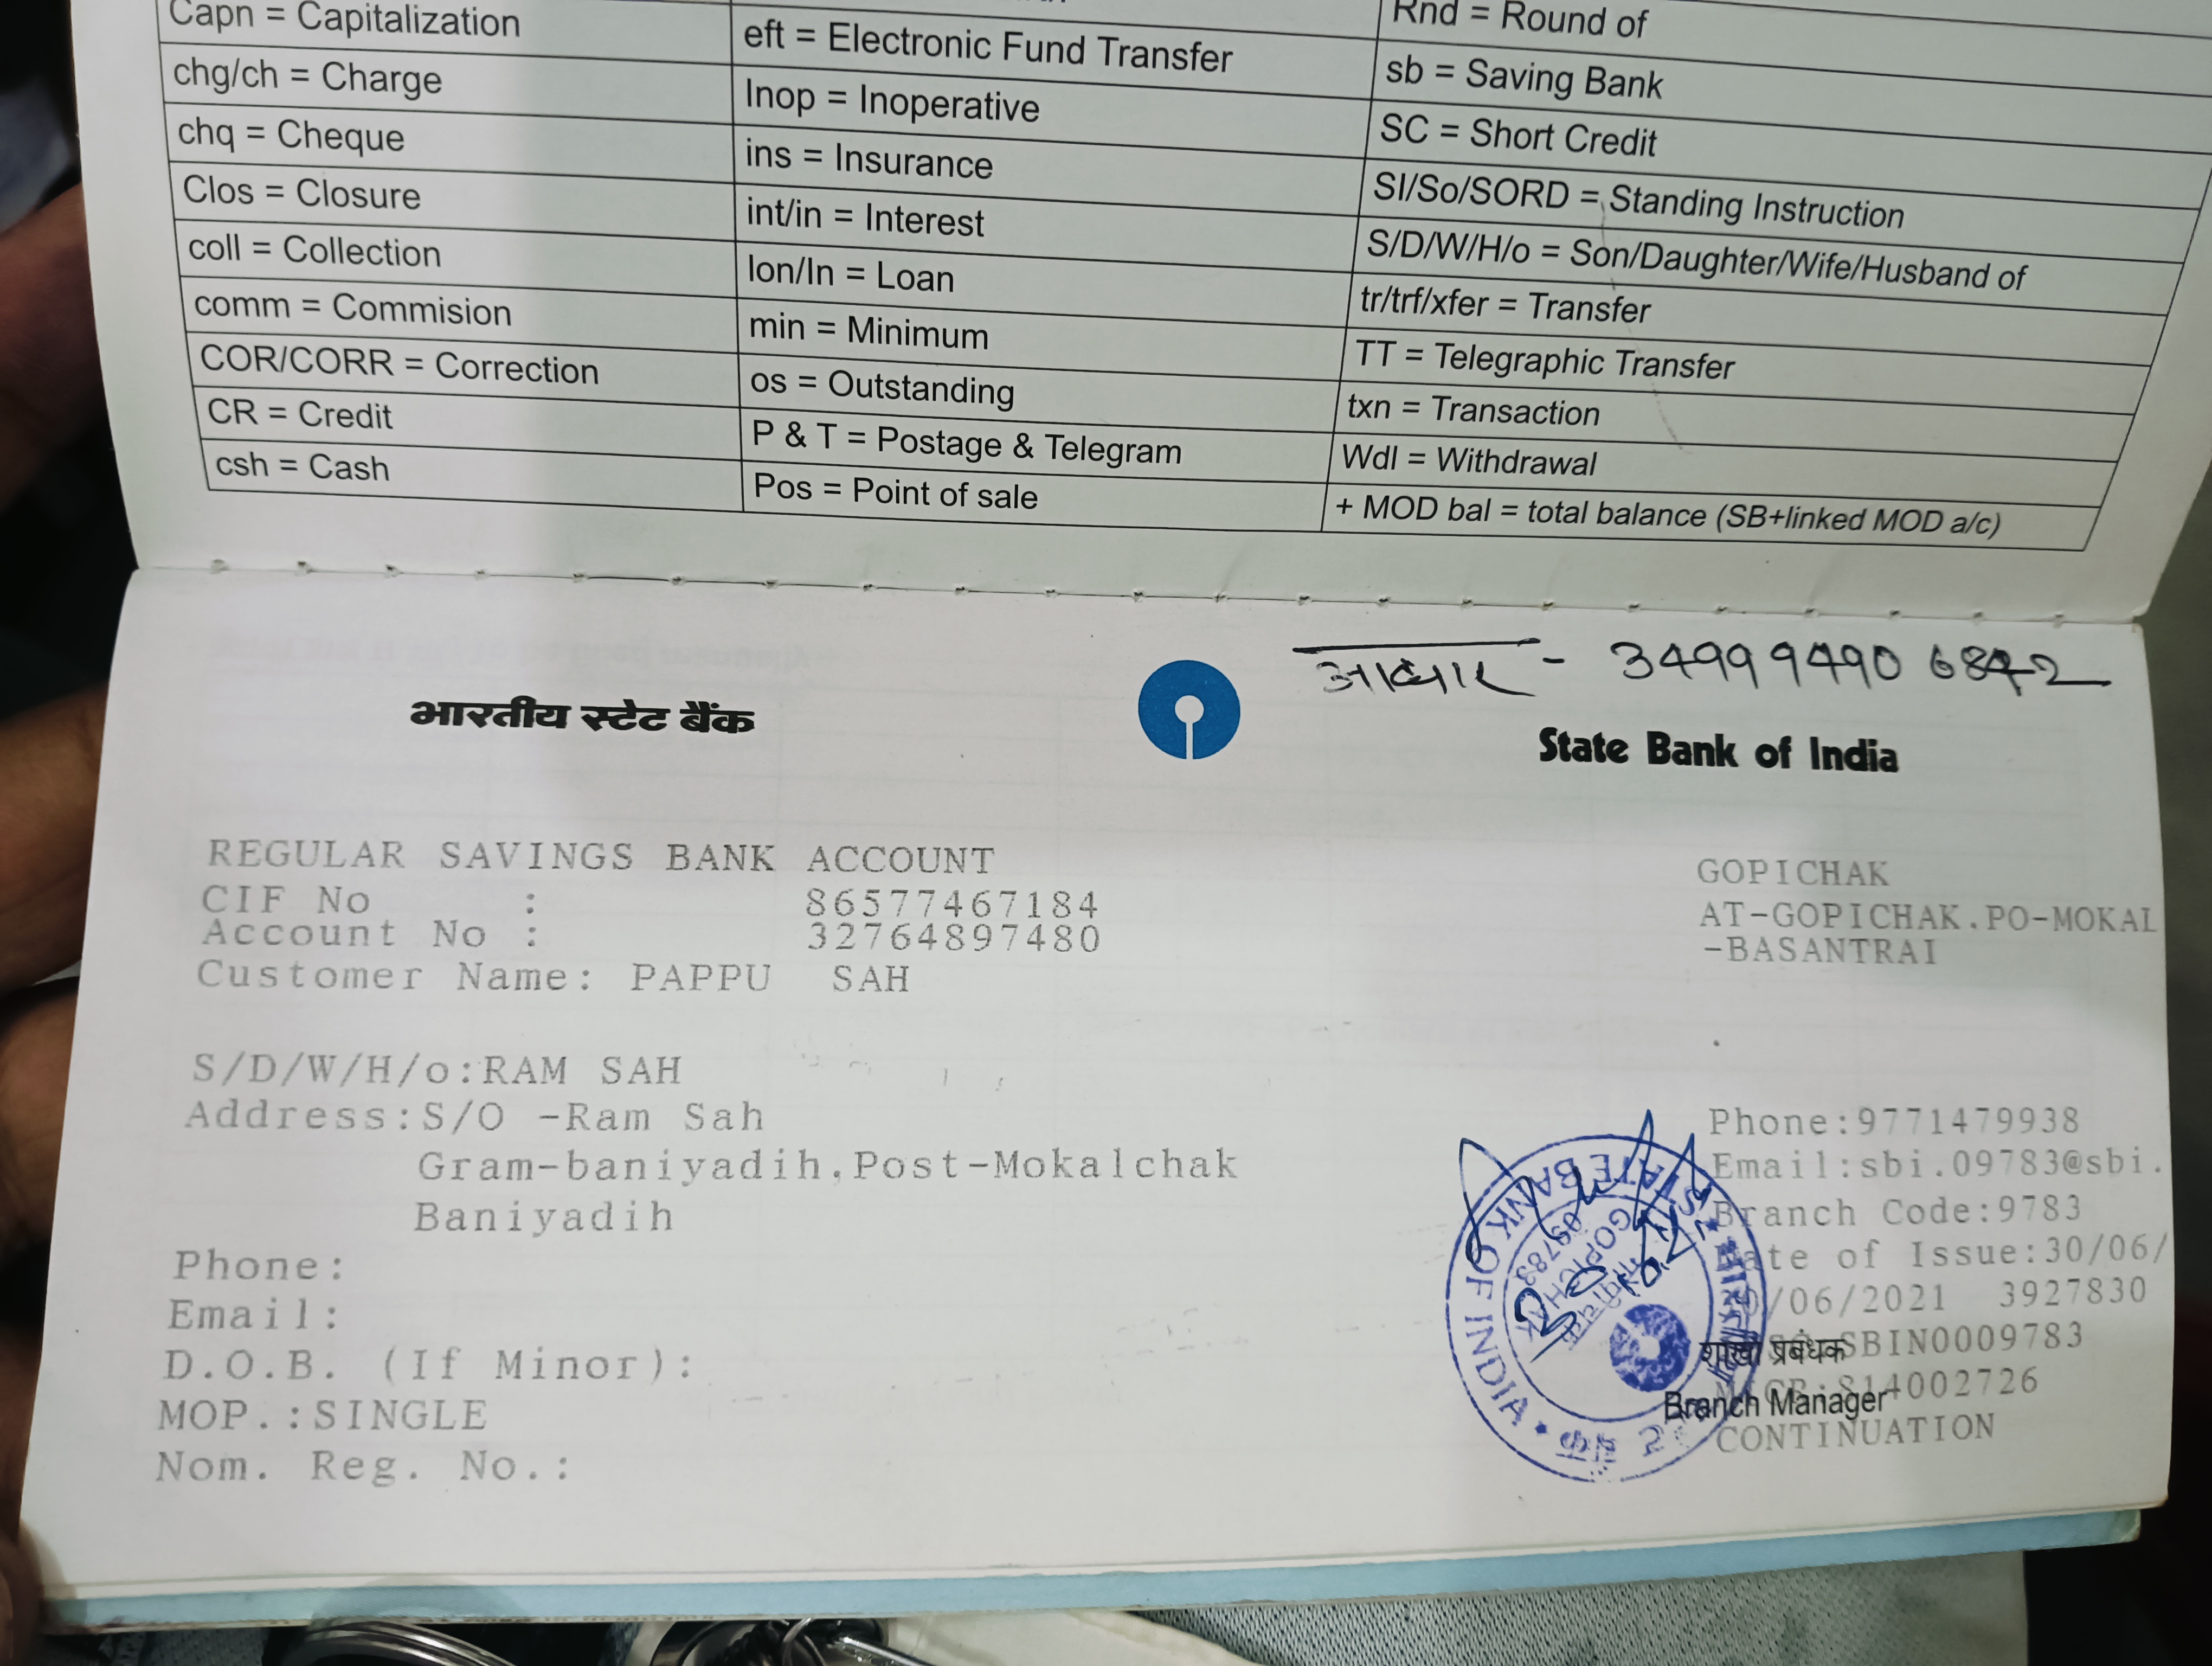 Capn = Capitalization
chg/ch = Charge
chq = Cheque
Clos = Closure
coll = Collection
comm = Commision
COR/CORR = Correction
CR = Credit
csh = Cash
eft = Electronic Fund Transfer
Inop = Inoperative
ins = Insurance
int/in = Interest
lon/ln = Loan
min = Minimum
os = Outstanding
P & T = Postage & Telegram
Pos = Point of sale
Rnd = Round of
sb = Saving Bank
SC = Short Credit
SI/So/SORD = Standing Instruction
S/D/W/H/o = Son/Daughter/Wife/Husband of
tr/trf/xfer = Transfer
TT = Telegraphic Transfer
txn = Transaction
Wdl = Withdrawal
+ MOD bal = total balance (SB+linked MOD a/c)
आधार - 3499 9490
भारतीय स्टेट बैंक
State Bank of India
REGULAR SAVINGS BANK ACCOUNT
CIF No : 86577467184
Account No : 32764897480
Customer Name: PAPPU SAH
S/D/W/H/o:RAM SAH
Address:S/O -Ram Sah
Gram-baniyadih,Post-Mokalchak
Baniyadih
Phone:
Email:
D.O.B. (If Minor):
MOP.:SINGLE
Nom. Reg. No.:
GOPICHAK
AT-GOPICHAK.PO-MOKAL
-BASANTRAI
Phone:9771479938
Email:sbi.09783@sbi.
Branch Code:9783
Date of Issue:30/06/
/06/2021 3927830
SBIN0009783
शाखा प्रबंधक
814002726
Branch Manager
CONTINUATION
STATE BANK OF INDIA
GOPICHAK
09783